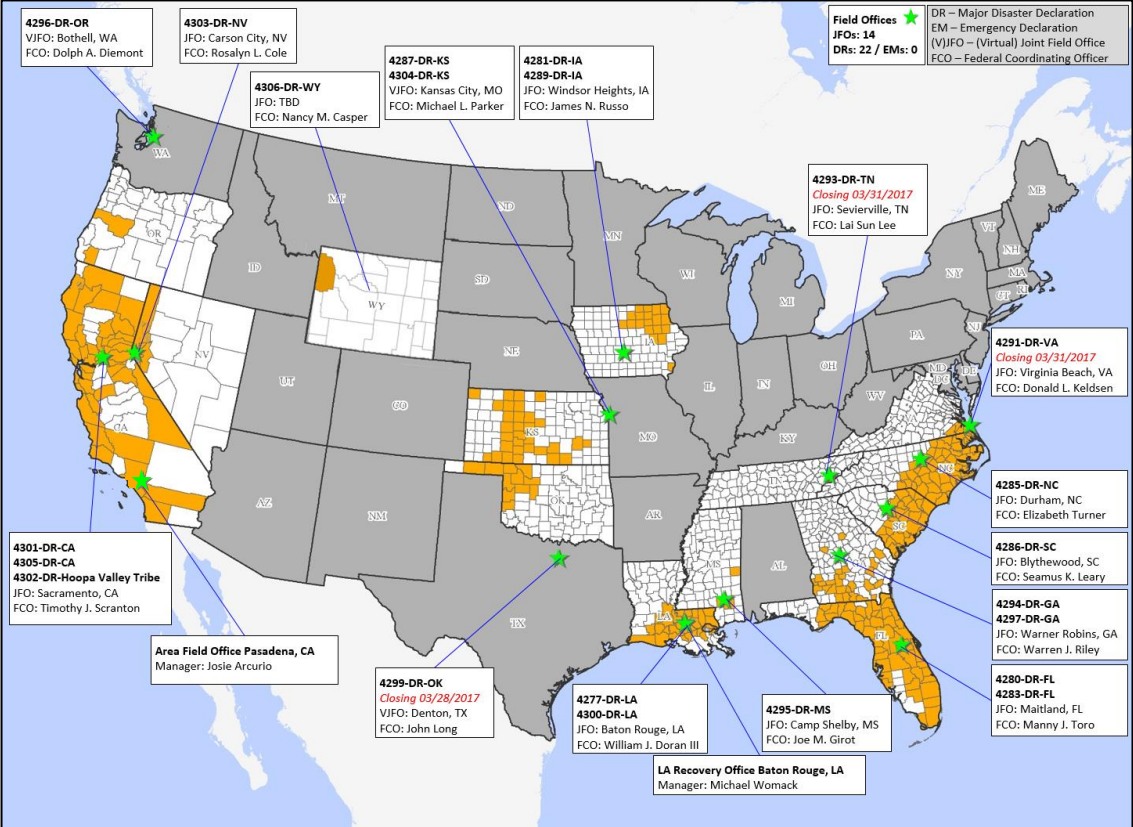 4296-DR-OR
VJFO: Bothell, WA
FCO: Dolph A. Diemont
4303-DR-NV
JFO: Carson City, NV
FCO: Rosalyn L. Cole
4306-DR-WY
JFO: TBD
FCO: Nancy M. Casper
4287-DR-KS
4304-DR-KS
VJFO: Kansas City, MO
FCO: Michael L. Parker
4281-DR-IA
4289-DR-IA
JFO: Windsor Heights, IA
FCO: James N. Russo
Field Offices
JFOs: 14
DRs: 22 / EMs: 0
DR – Major Disaster Declaration
EM – Emergency Declaration
(V)JFO – (Virtual) Joint Field Office
FCO – Federal Coordinating Officer
4293-DR-TN
Closing 03/31/2017
JFO: Sevierville, TN
FCO: Lai Sun Lee
4291-DR-VA
Closing 03/31/2017
JFO: Virginia Beach, VA
FCO: Donald L. Keldsen
4285-DR-NC
JFO: Durham, NC
FCO: Elizabeth Turner
4286-DR-SC
JFO: Blythewood, SC
FCO: Seamus K. Leary
4294-DR-GA
4297-DR-GA
JFO: Warner Robins, GA
FCO: Warren J. Riley
4280-DR-FL
4283-DR-FL
JFO: Maitland, FL
FCO: Manny J. Toro
4301-DR-CA
4305-DR-CA
4302-DR-Hoopa Valley Tribe
JFO: Sacramento, CA
FCO: Timothy J. Scranton
Area Field Office Pasadena, CA
Manager: Josie Arcurio
4299-DR-OK
Closing 03/28/2017
VJFO: Denton, TX
FCO: John Long
4277-DR-LA
4300-DR-LA
JFO: Baton Rouge, LA
FCO: William J. Doran III
4295-DR-MS
JFO: Camp Shelby, MS
FCO: Joe M. Girot
LA Recovery Office Baton Rouge, LA
Manager: Michael Womack
WA
OR
CA
NV
ID
MT
WY
UT
AZ
CO
NM
ND
SD
NE
KS
OK
TX
MN
IA
MO
AR
LA
WI
IL
MI
IN
OH
KY
TN
MS
AL
FL
SC
NC
WV
PA
NY
VT
NH
ME
MA
RI
CT
NJ
MD
DE
DC